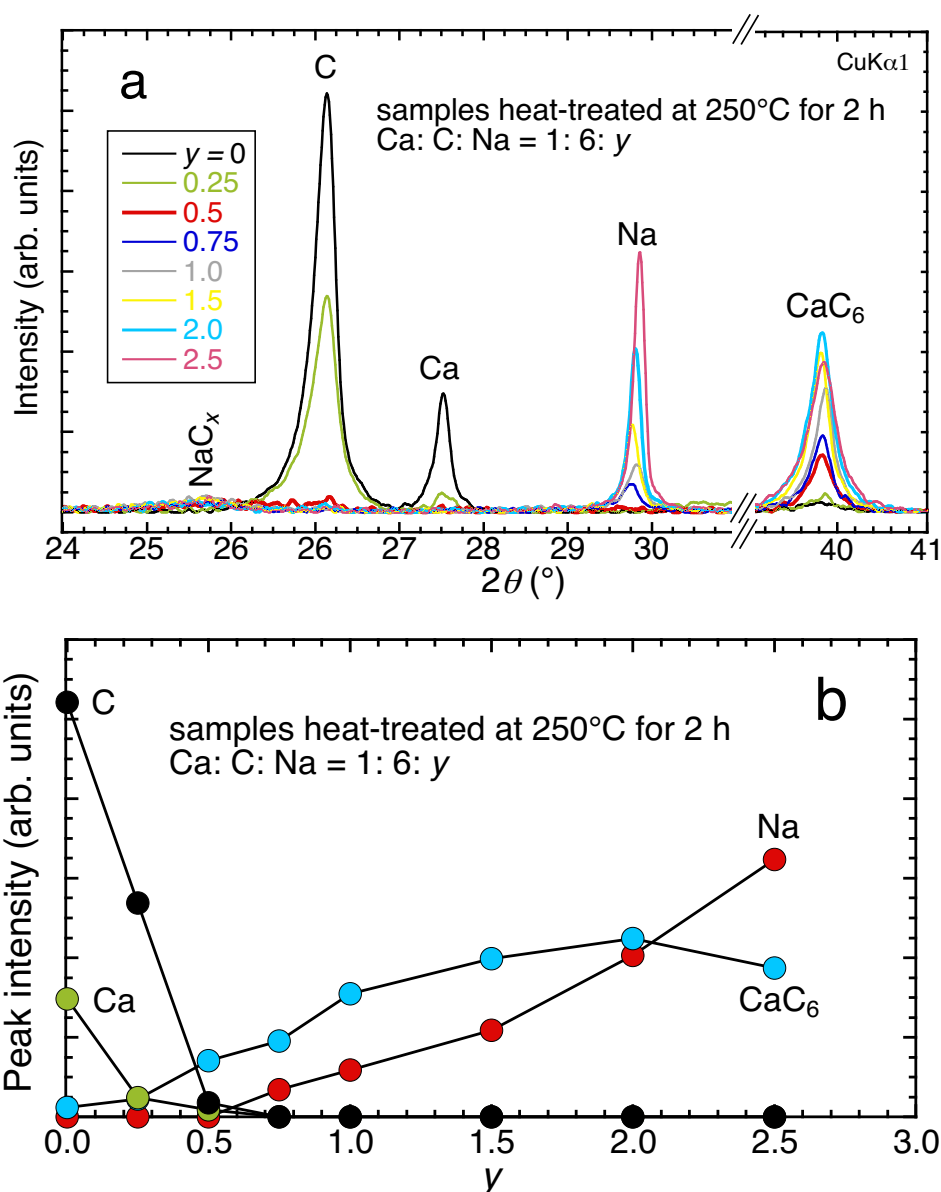 a
C
CuKα1
samples heat-treated at 250°C for 2 h
Ca: C: Na = 1: 6: y
y = 0
0.25
0.5
0.75
1.0
1.5
2.0
2.5
Na
CaC₆
Ca
NaCₓ
Intensity (arb. units)
24 25 26 27 28 29 30 40 41
2θ (°)
b
C
samples heat-treated at 250°C for 2 h
Ca: C: Na = 1: 6: y
Na
Ca
CaC₆
Peak intensity (arb. units)
0.0 0.5 1.0 1.5 2.0 2.5 3.0
y